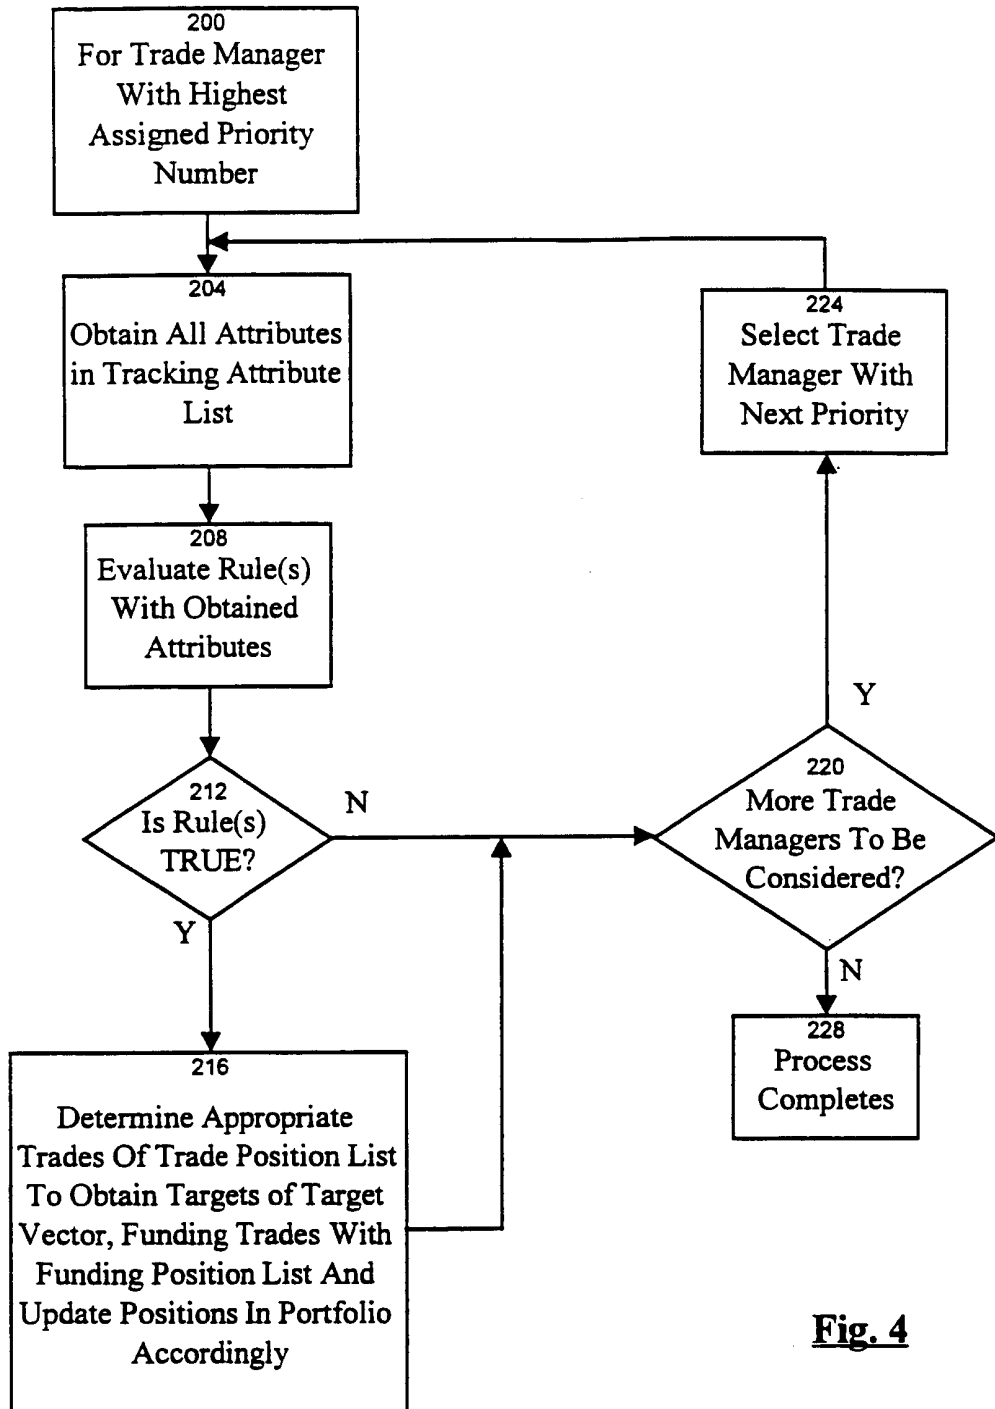 200
For Trade Manager
With Highest
Assigned Priority
Number
204
Obtain All Attributes
in Tracking Attribute
List
224
Select Trade
Manager With
Next Priority
208
Evaluate Rule(s)
With Obtained
Attributes
Y
212
Is Rule(s)
TRUE?
N
220
More Trade
Managers To Be
Considered?
Y
N
228
Process
Completes
216
Determine Appropriate
Trades Of Trade Position List
To Obtain Targets of Target
Vector, Funding Trades With
Funding Position List And
Update Positions In Portfolio
Accordingly
Fig. 4